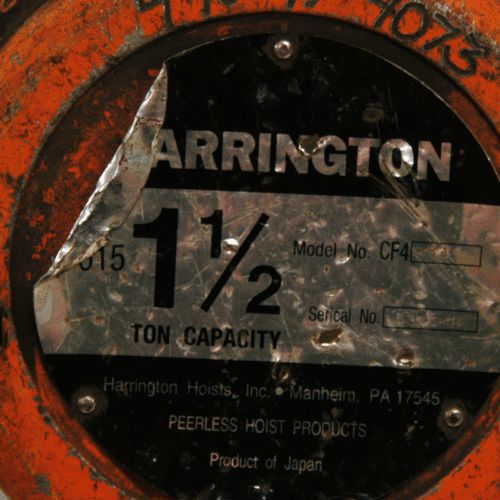 4073
ARRINGTON
015
1 1/2
Model No. CF4
Serical No.
TON CAPACITY
Harrington Hoists, Inc. • Manheim, PA 17545
PEERLESS HOIST PRODUCTS
Product of Japan